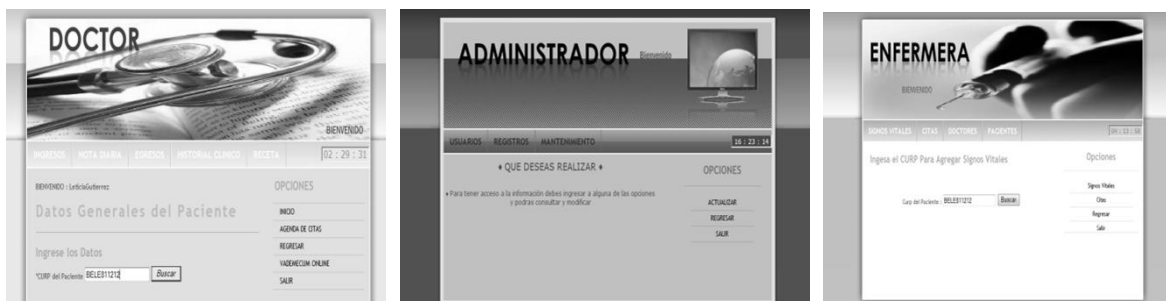 DOCTOR
BIENVENIDO
INGRESOS NOTA DIARIA EGRESOS HISTORIAL CLINICO RECETA 02 : 29 : 31
BIENVENIDO : LeticiaGutierrez
Datos Generales del Paciente
Ingrese los Datos
*CURP del Paciente BELE811212 Buscar
OPCIONES
INICIO
AGENDA DE CITAS
REGRESAR
VADEMECUM ONLINE
SALIR
ADMINISTRADOR Bienvenido
USUARIOS REGISTROS MANTENIMIENTO 16 : 23 : 14
♦ QUE DESEAS REALIZAR ♦
♦ Para tener acceso a la información debes ingresar a alguna de las opciones
y podras consultar y modificar
OPCIONES
ACTUALIZAR
REGRESAR
SALIR
ENFERMERA
BIENVENIDO
SIGNOS VITALES CITAS DOCTORES PACIENTES
Ingesa el CURP Para Agregar Signos Vitales
Curp del Paciente : BELE811212 Buscar
Opciones
Signos Vitales
Citas
Regresar
Salir